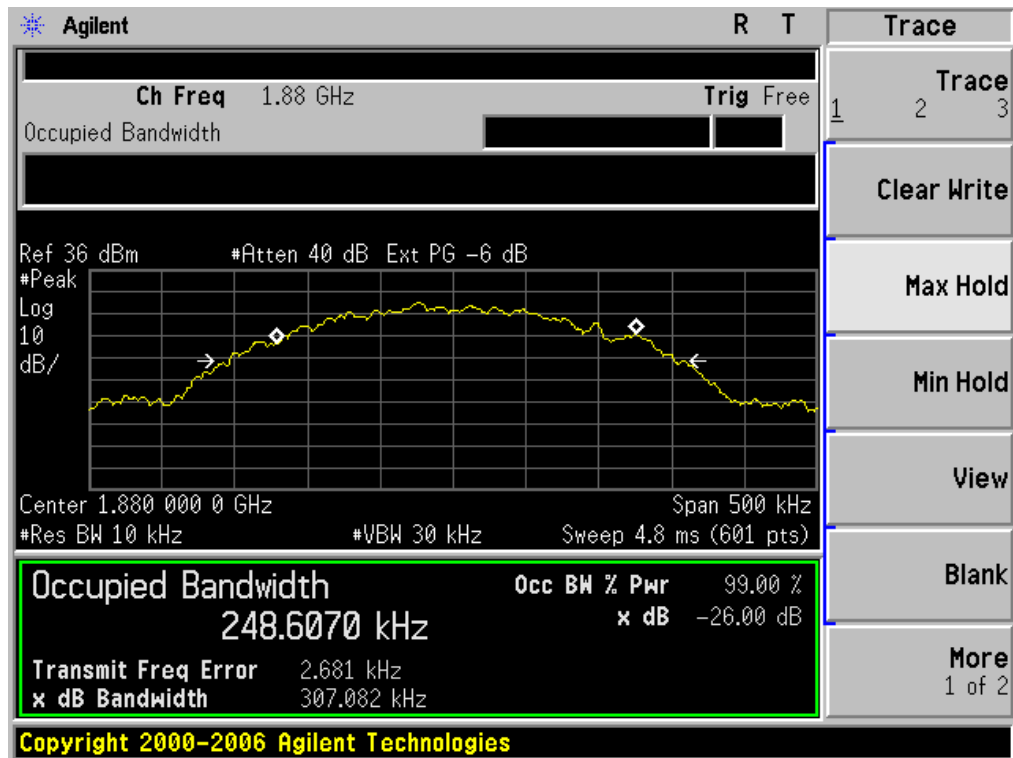 Agilent R T
Ch Freq 1.88 GHz Trig Free
Occupied Bandwidth
Ref 36 dBm #Atten 40 dB Ext PG -6 dB
#Peak
Log
10
dB/
Center 1.880 000 0 GHz Span 500 kHz
#Res BW 10 kHz #VBW 30 kHz Sweep 4.8 ms (601 pts)
Occupied Bandwidth Occ BW % Pwr 99.00 %
248.6070 kHz x dB -26.00 dB
Transmit Freq Error 2.681 kHz
x dB Bandwidth 307.082 kHz
Copyright 2000-2006 Agilent Technologies
Trace
Trace
1 2 3
Clear Write
Max Hold
Min Hold
View
Blank
More
1 of 2